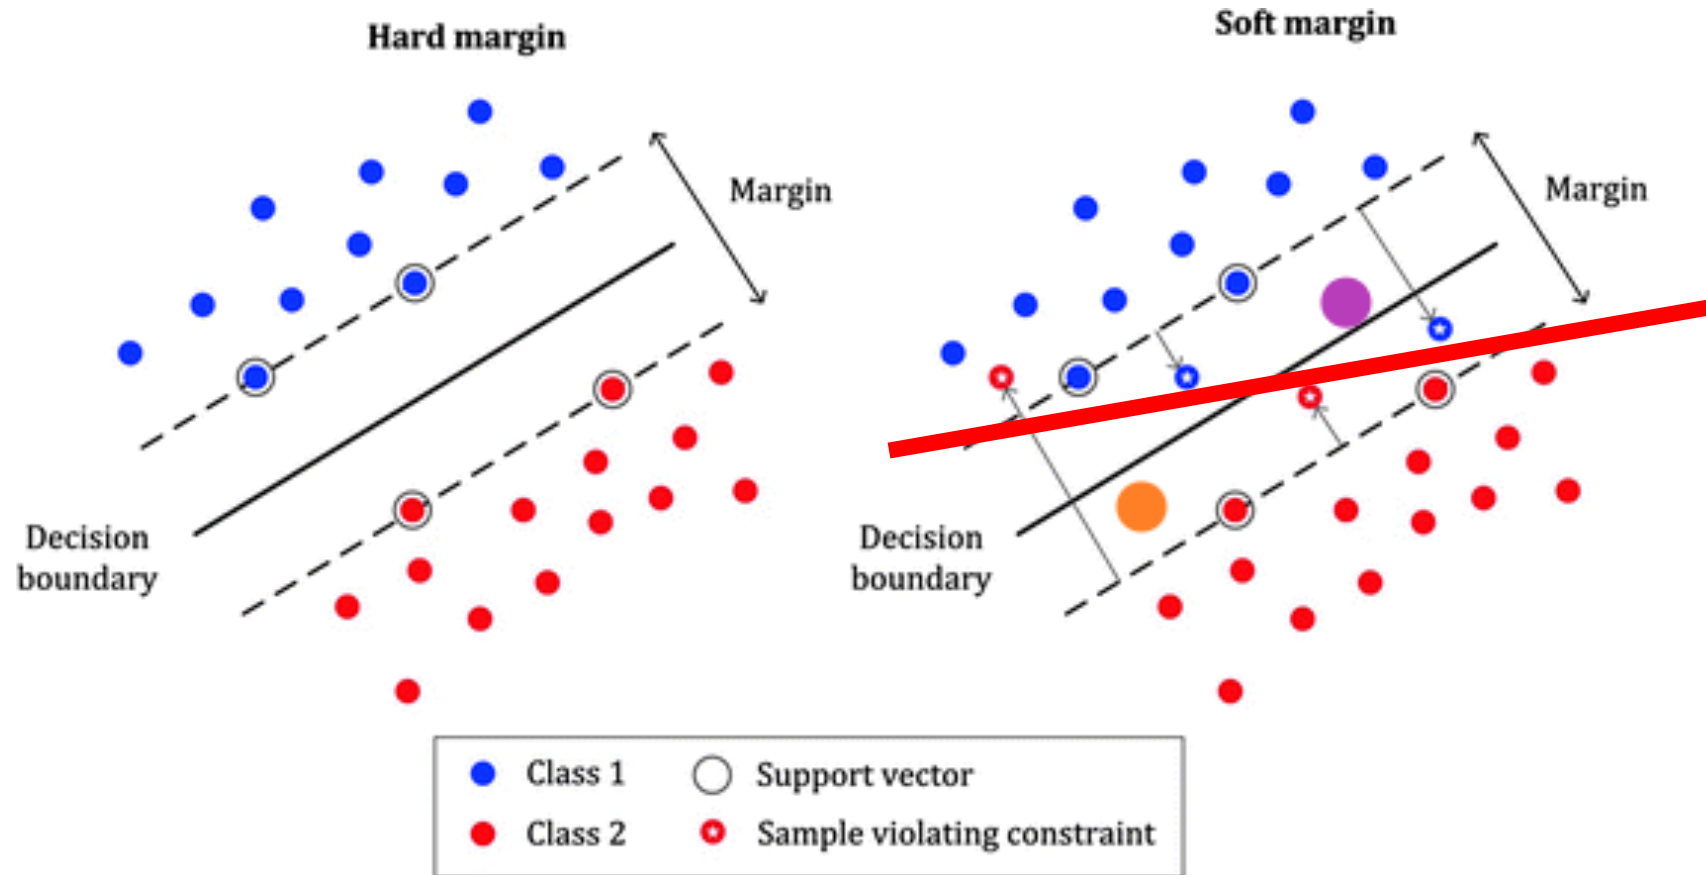 Hard margin
Soft margin
Margin
Margin
Decision
boundary
Decision
boundary
Class 1
Support vector
Class 2
Sample violating constraint